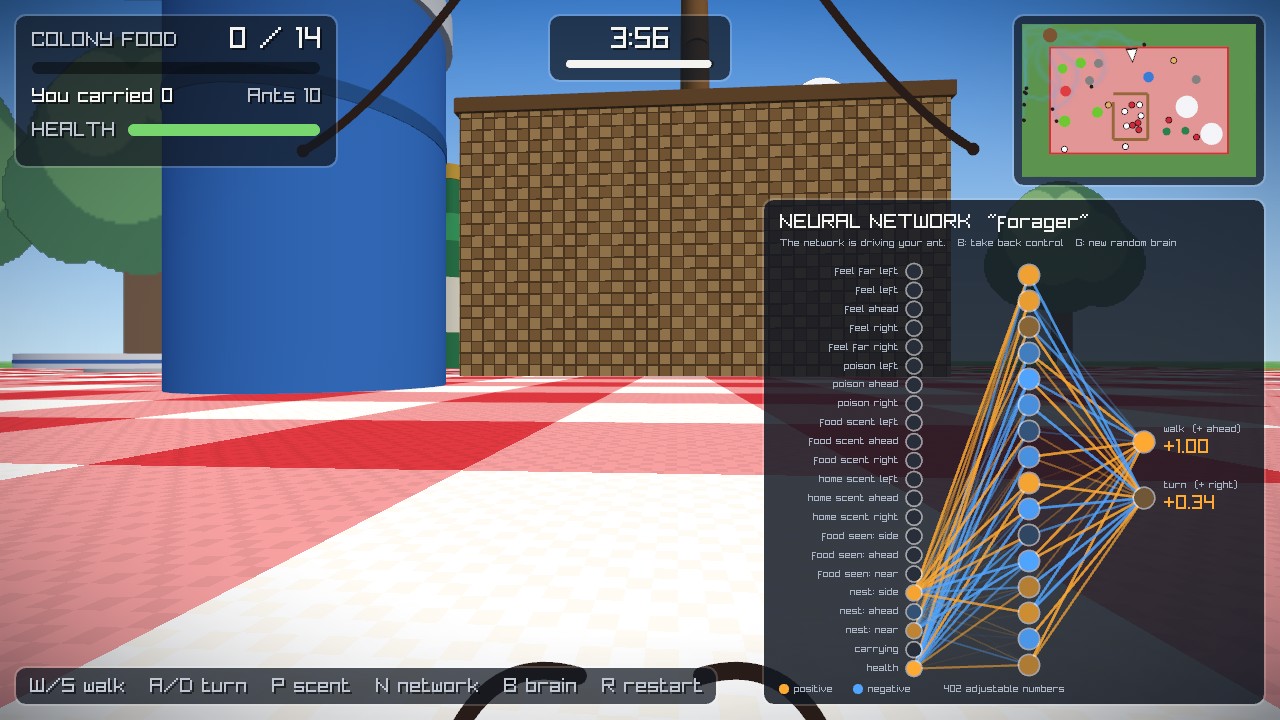 COLONY FOOD 0 / 14
You carried 0 Ants 10
HEALTH
3:56
NEURAL NETWORK "forager"
The network is driving your ant. B: take back control G: new random brain
feel far left
feel left
feel ahead
feel right
feel far right
poison left
poison ahead
poison right
food scent left
food scent ahead
food scent right
home scent left
home scent ahead
home scent right
food seen: side
food seen: ahead
food seen: near
nest: side
nest: ahead
nest: near
carrying
health
walk (+ ahead)
+1.00
turn (+ right)
+0.34
positive negative 402 adjustable numbers
W/S walk A/D turn P scent N network B brain R restart